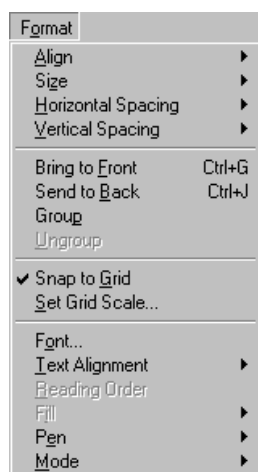 Format
Align
Size
Horizontal Spacing
Vertical Spacing
Bring to Front Ctrl+G
Send to Back Ctrl+J
Group
Ungroup
Snap to Grid
Set Grid Scale...
Font...
Text Alignment
Reading Order
Fill
Pen
Mode